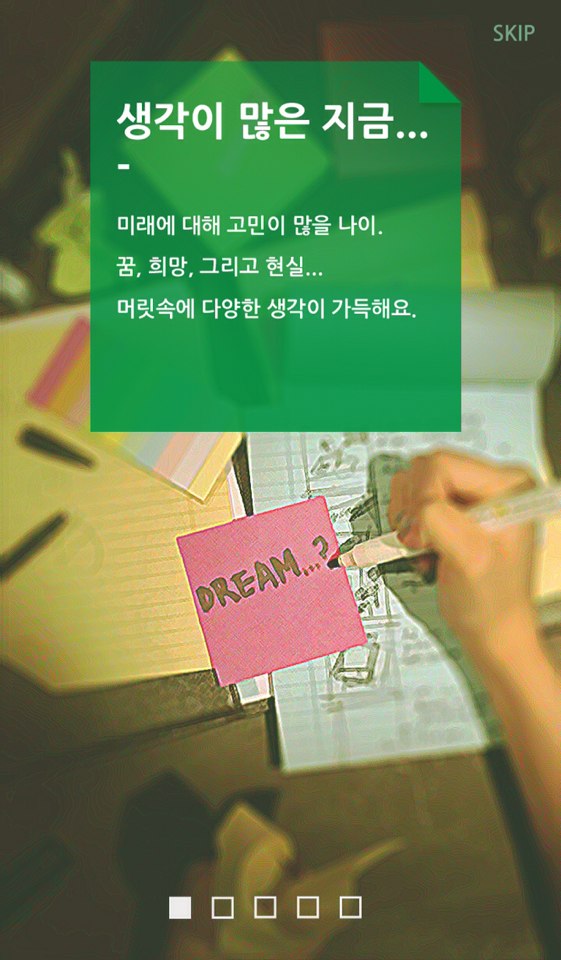 SKIP
생각이 많은 지금...
-
미래에 대해 고민이 많을 나이.
꿈, 희망, 그리고 현실...
머릿속에 다양한 생각이 가득해요.
DREAM...?